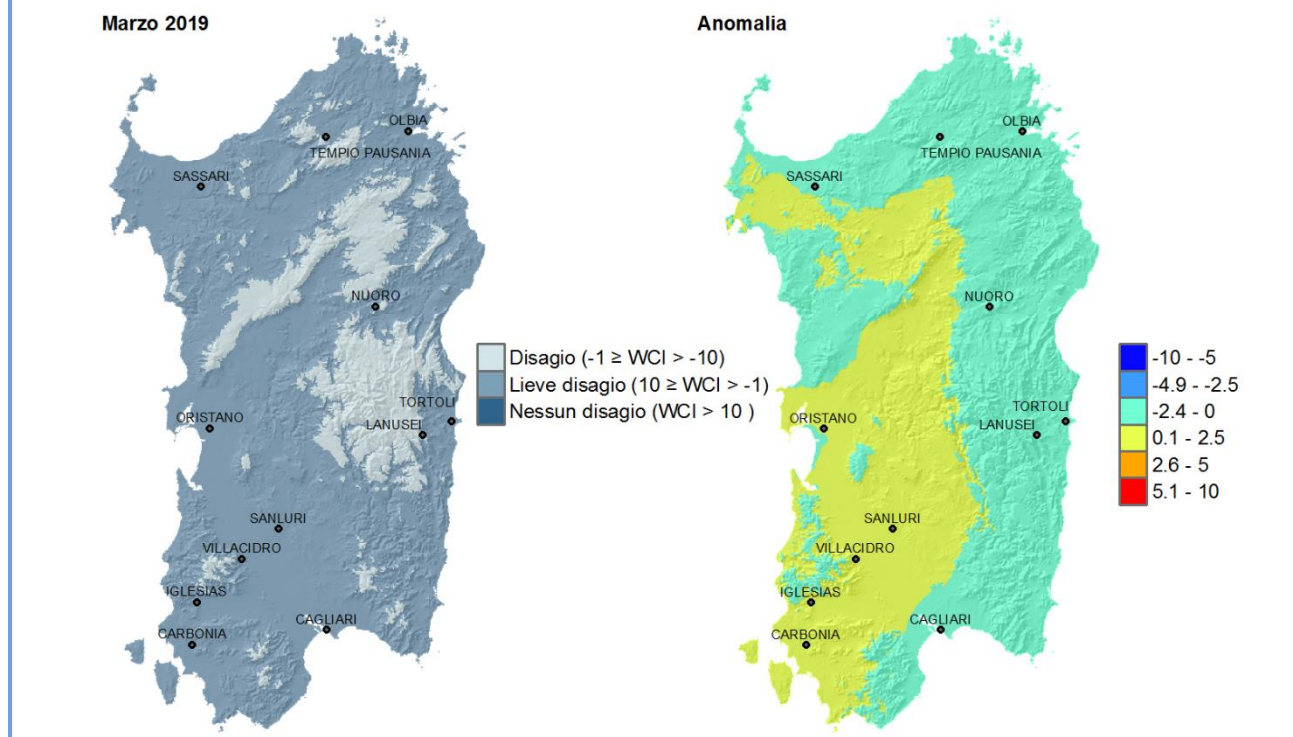 Marzo 2019
OLBIA
TEMPIO PAUSANIA
SASSARI
NUORO
TORTOLI
ORISTANO
LANUSEI
SANLURI
VILLACIDRO
IGLESIAS
CAGLIARI
CARBONIA
Disagio (-1 ≥ WCI > -10)
Lieve disagio (10 ≥ WCI > -1)
Nessun disagio (WCI > 10 )
Anomalia
OLBIA
TEMPIO PAUSANIA
SASSARI
NUORO
TORTOLI
ORISTANO
LANUSEI
SANLURI
VILLACIDRO
IGLESIAS
CAGLIARI
CARBONIA
-10 - -5
-4.9 - -2.5
-2.4 - 0
0.1 - 2.5
2.6 - 5
5.1 - 10